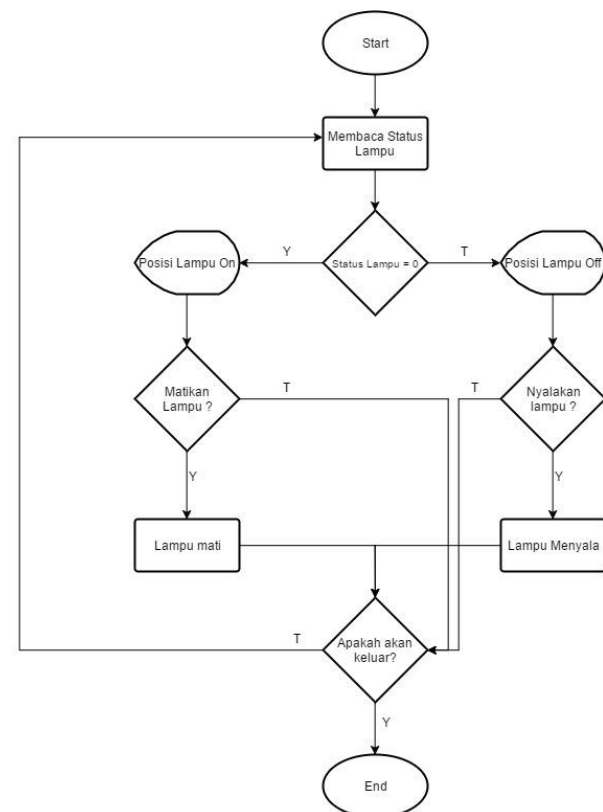 Start
Membaca Status
Lampu
Y
Status Lampu = 0
T
Posisi Lampu On
Posisi Lampu Off
Matikan
Lampu ?
T
T
Nyalakan
lampu ?
Y
Y
Lampu mati
Lampu Menyala
T
Apakah akan
keluar?
Y
End